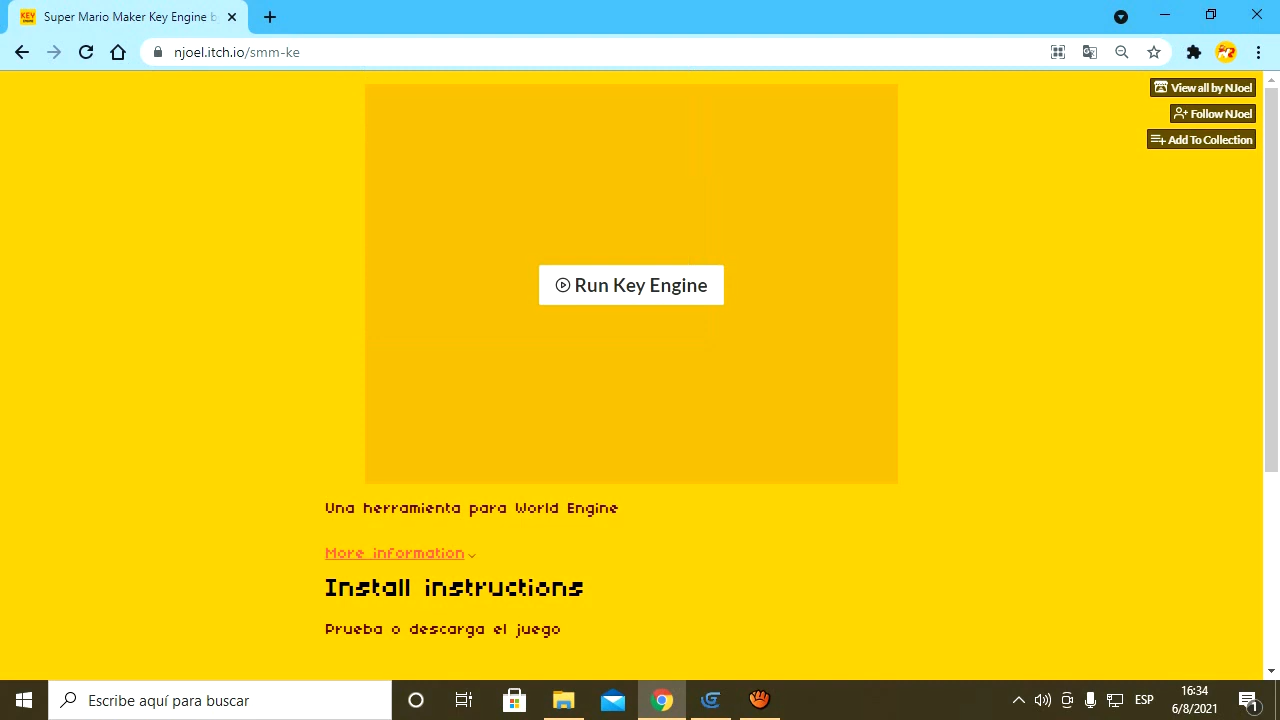 KEY
Super Mario Maker Key Engine b
njoel.itch.io/smm-ke
View all by NJoel
Follow NJoel
Add To Collection
Run Key Engine
Una herramienta para World Engine
More information
Install instructions
Prueba o descarga el juego
Escribe aquí para buscar
ESP
16:34
6/8/2021
1